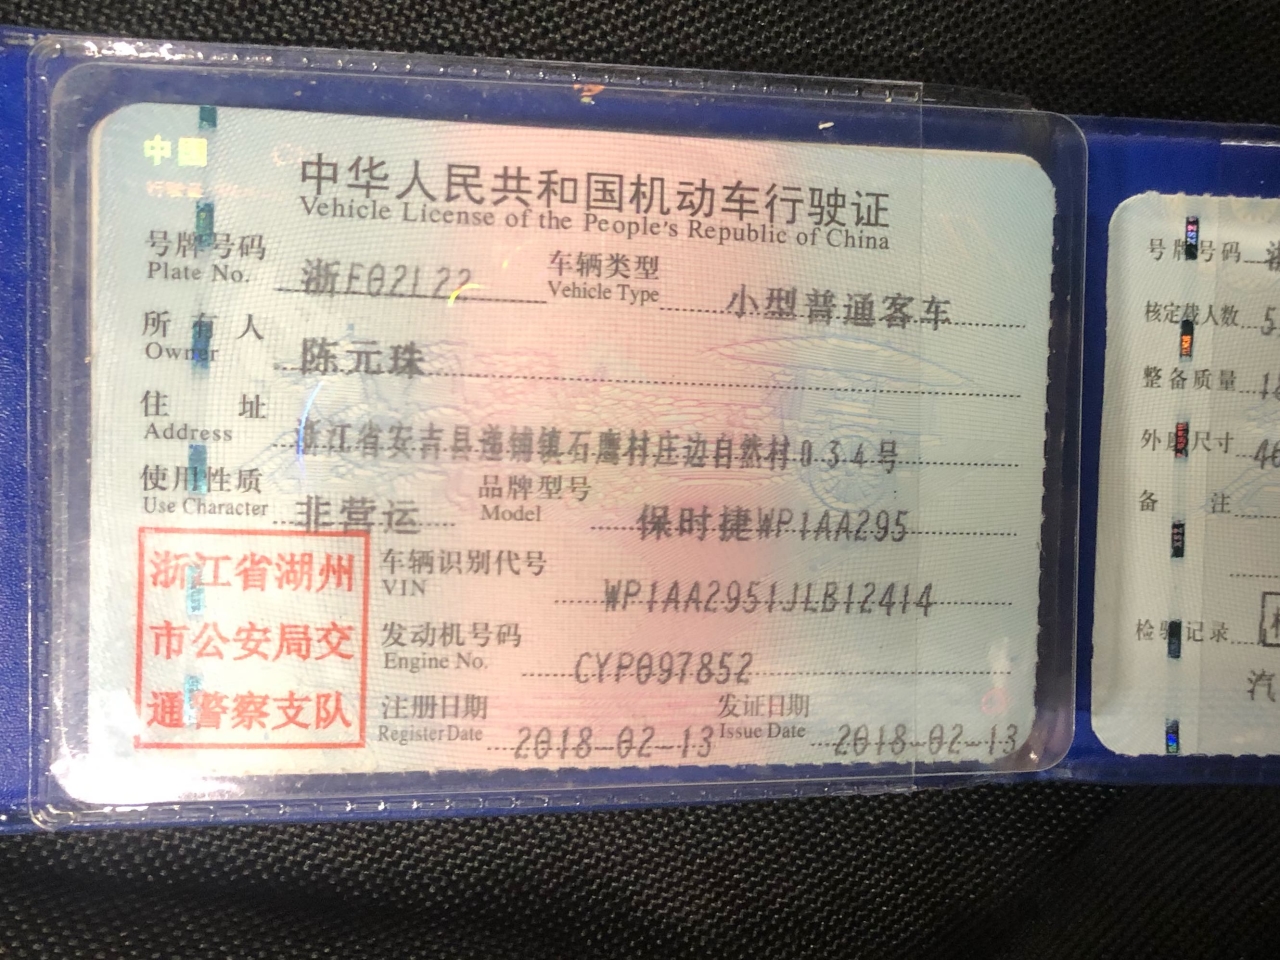 中国
中华人民共和国机动车行驶证
Vehicle License of the People's Republic of China
号牌号码 浙E02L22 车辆类型 小型普通客车
Plate No. Vehicle Type
所有人 陈元珠
Owner
住址 浙江省安吉县递铺镇石鹰村庄边自然村034号
Address
使用性质 非营运 品牌型号 保时捷WP1AA295
Use Character Model
浙江省湖州
市公安局交
通警察支队
车辆识别代号 WP1AA2951JLB12414
VIN
发动机号码 CYP097852
Engine No.
注册日期 2018-02-13 发证日期 2018-02-13
Register Date Issue Date
号牌号码
核定载人数 5
整备质量
外廓尺寸
备注
检验记录
汽